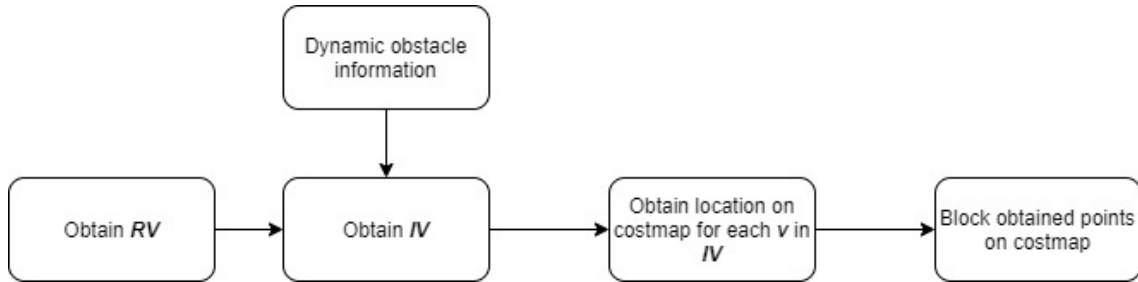 Dynamic obstacle
information
Obtain RV
Obtain IV
Obtain location on
costmap for each v in
IV
Block obtained points
on costmap